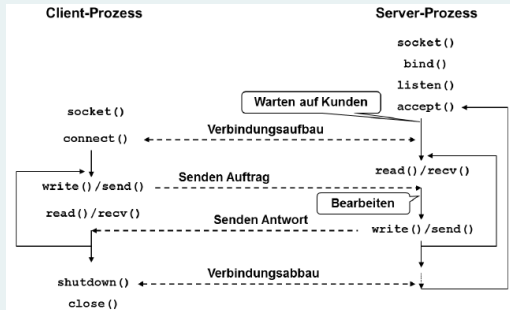 Client-Prozess
Server-Prozess
socket()
bind()
listen()
Warten auf Kunden
accept()
socket()
connect()
Verbindungsaufbau
read()/recv()
write()/send()
Senden Auftrag
Bearbeiten
read()/recv()
Senden Antwort
write()/send()
shutdown()
Verbindungsabbau
close()